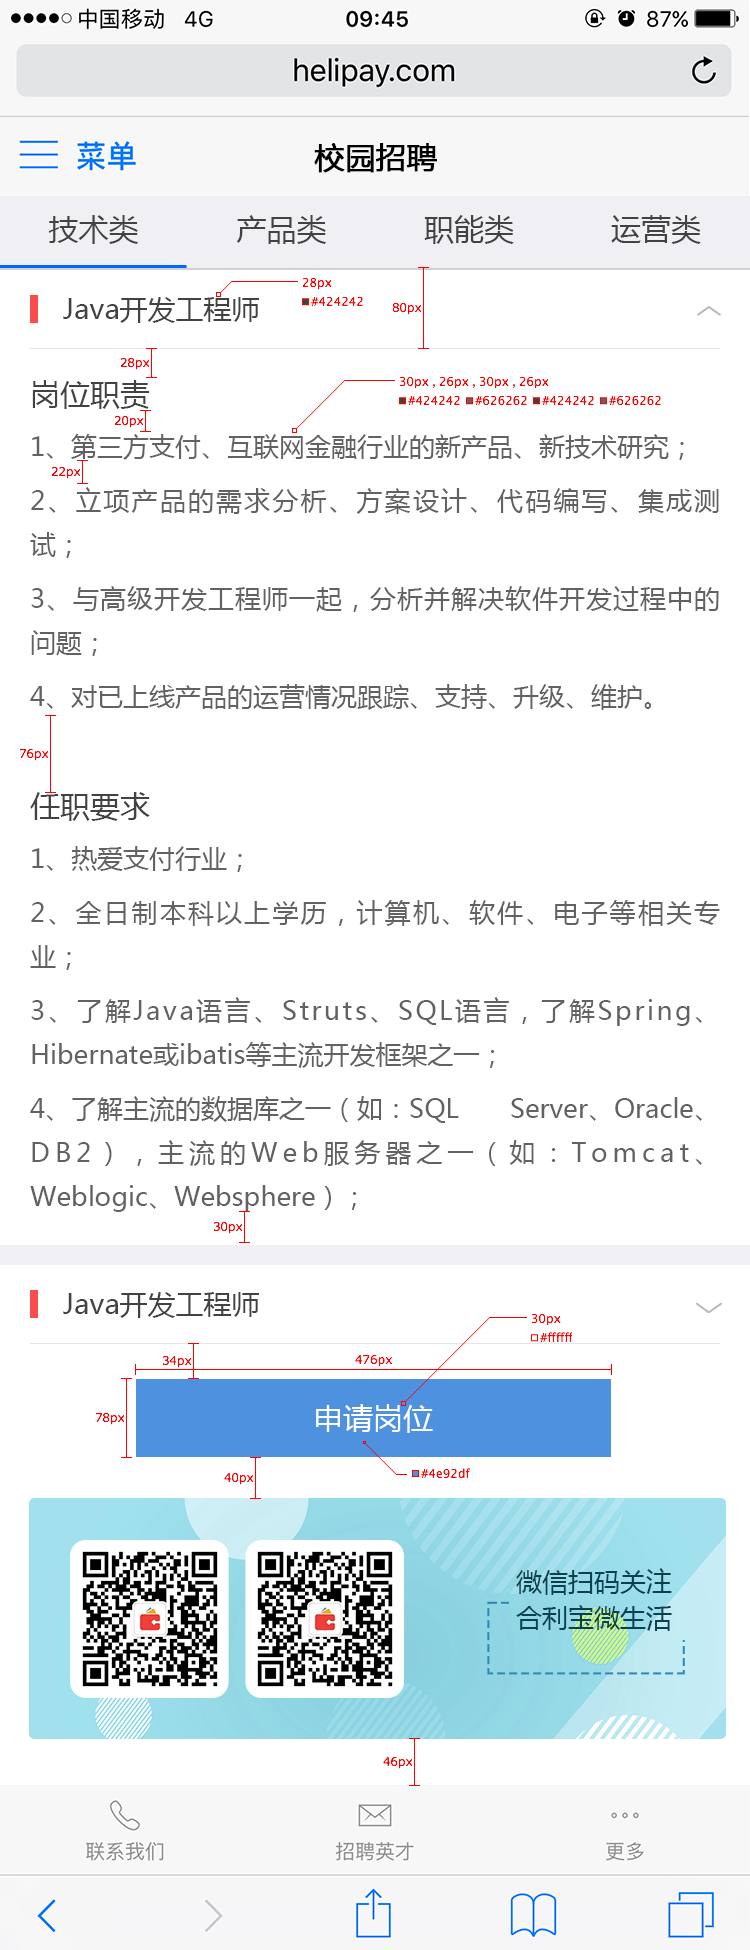 中国移动 4G 09:45 87%
helipay.com
菜单 校园招聘
技术类 产品类 职能类 运营类
28px
#424242
Java开发工程师
80px
28px
30px , 26px , 30px , 26px
#424242 #626262 #424242 #626262
岗位职责
20px
1、第三方支付、互联网金融行业的新产品、新技术研究；
22px
2、立项产品的需求分析、方案设计、代码编写、集成测
试；
3、与高级开发工程师一起，分析并解决软件开发过程中的
问题；
4、对已上线产品的运营情况跟踪、支持、升级、维护。
76px
任职要求
1、热爱支付行业；
2、全日制本科以上学历，计算机、软件、电子等相关专
业；
3、了解Java语言、Struts、SQL语言，了解Spring、
Hibernate或ibatis等主流开发框架之一；
4、了解主流的数据库之一（如：SQL Server、Oracle、
DB2），主流的Web服务器之一（如：Tomcat、
Weblogic、Websphere）；
30px
Java开发工程师
30px
#ffffff
34px
476px
78px
申请岗位
#4e92df
40px
微信扫码关注
合利宝微生活
46px
联系我们 招聘英才 更多